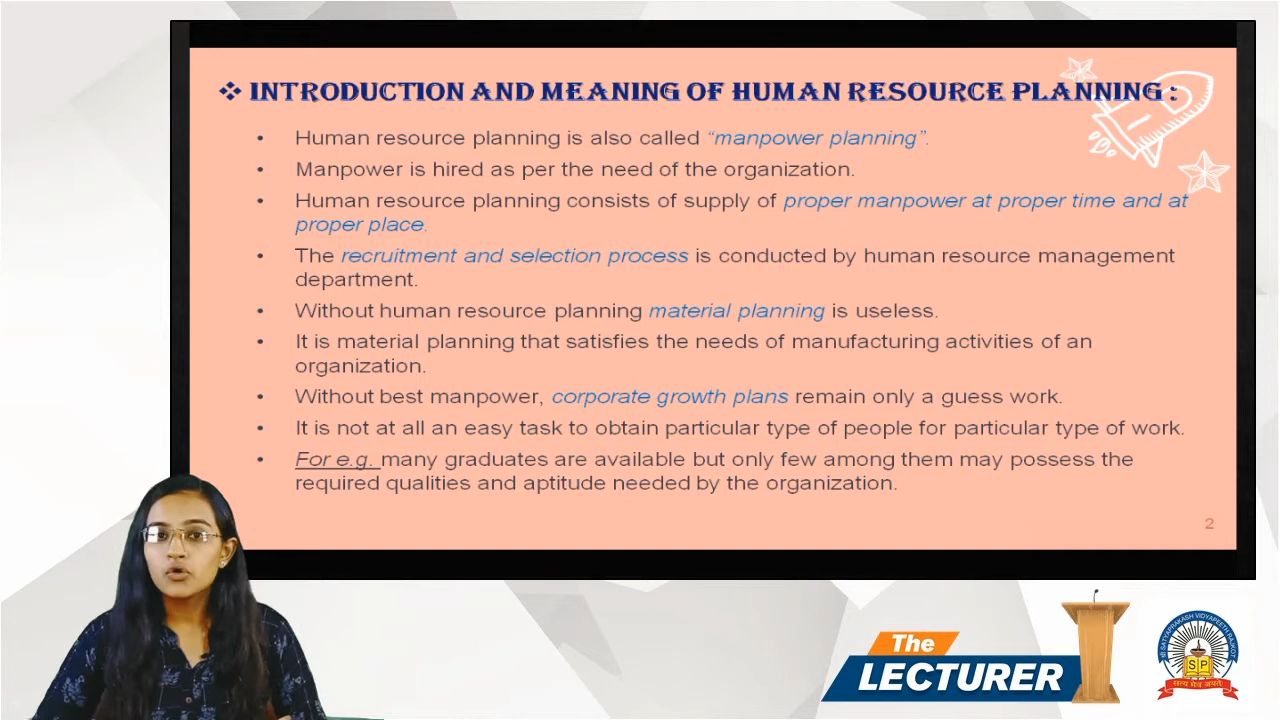 ❖ INTRODUCTION AND MEANING OF HUMAN RESOURCE PLANNING :
• Human resource planning is also called “manpower planning”.
• Manpower is hired as per the need of the organization.
• Human resource planning consists of supply of proper manpower at proper time and at
proper place.
• The recruitment and selection process is conducted by human resource management
department.
• Without human resource planning material planning is useless.
• It is material planning that satisfies the needs of manufacturing activities of an
organization.
• Without best manpower, corporate growth plans remain only a guess work.
• It is not at all an easy task to obtain particular type of people for particular type of work.
• For e.g. many graduates are available but only few among them may possess the
required qualities and aptitude needed by the organization.
2
The
LECTURER
SATYAPRAKASH VIDYAPEETH RAJKOT
S P
सत्य मेव जयते